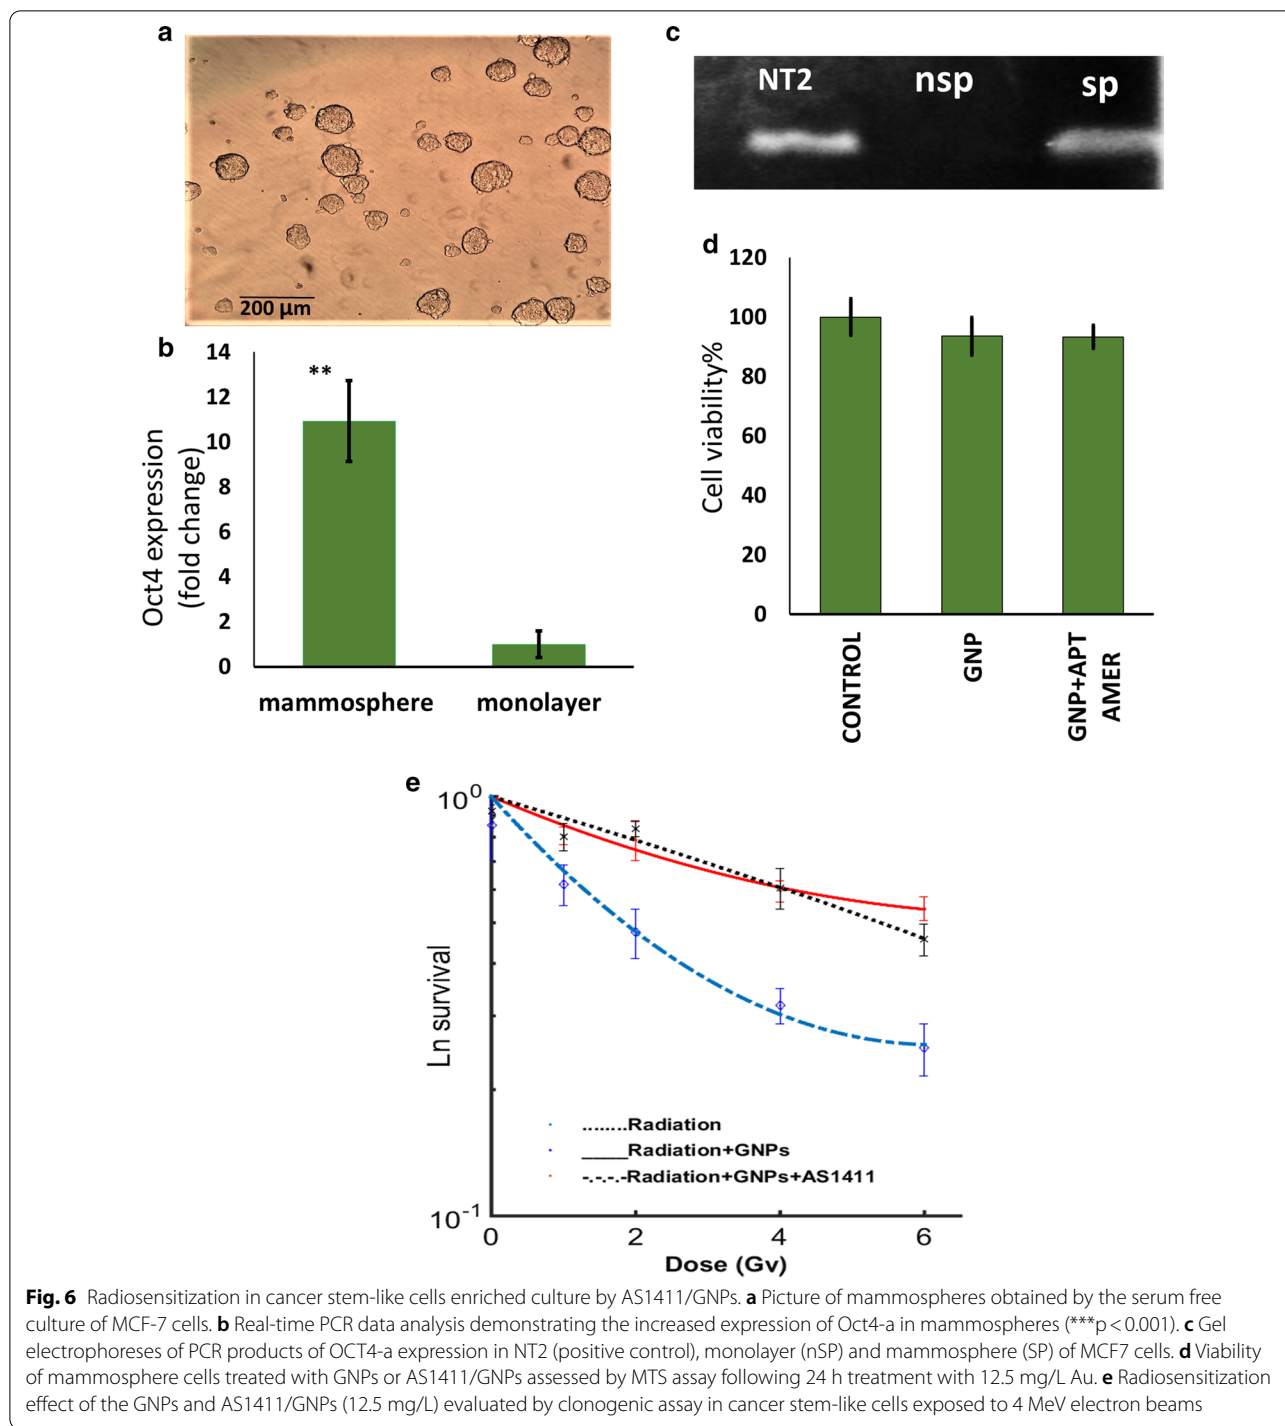 a
200 µm
b
14
12
10
8
6
4
2
0
Oct4 expression
(fold change)
**
mammosphere monolayer
c
NT2 nsp sp
d
120
100
80
60
40
20
0
Cell viability%
CONTROL
GNP
GNP+APT
AMER
e
10⁰
10⁻¹
Ln survival
........Radiation
____Radiation+GNPs
-.-.-.-Radiation+GNPs+AS1411
0 2 4 6
Dose (Gv)
Fig. 6 Radiosensitization in cancer stem-like cells enriched culture by AS1411/GNPs. a Picture of mammospheres obtained by the serum free
culture of MCF-7 cells. b Real-time PCR data analysis demonstrating the increased expression of Oct4-a in mammospheres (***p < 0.001). c Gel
electrophoreses of PCR products of OCT4-a expression in NT2 (positive control), monolayer (nSP) and mammosphere (SP) of MCF7 cells. d Viability
of mammosphere cells treated with GNPs or AS1411/GNPs assessed by MTS assay following 24 h treatment with 12.5 mg/L Au. e Radiosensitization
effect of the GNPs and AS1411/GNPs (12.5 mg/L) evaluated by clonogenic assay in cancer stem-like cells exposed to 4 MeV electron beams